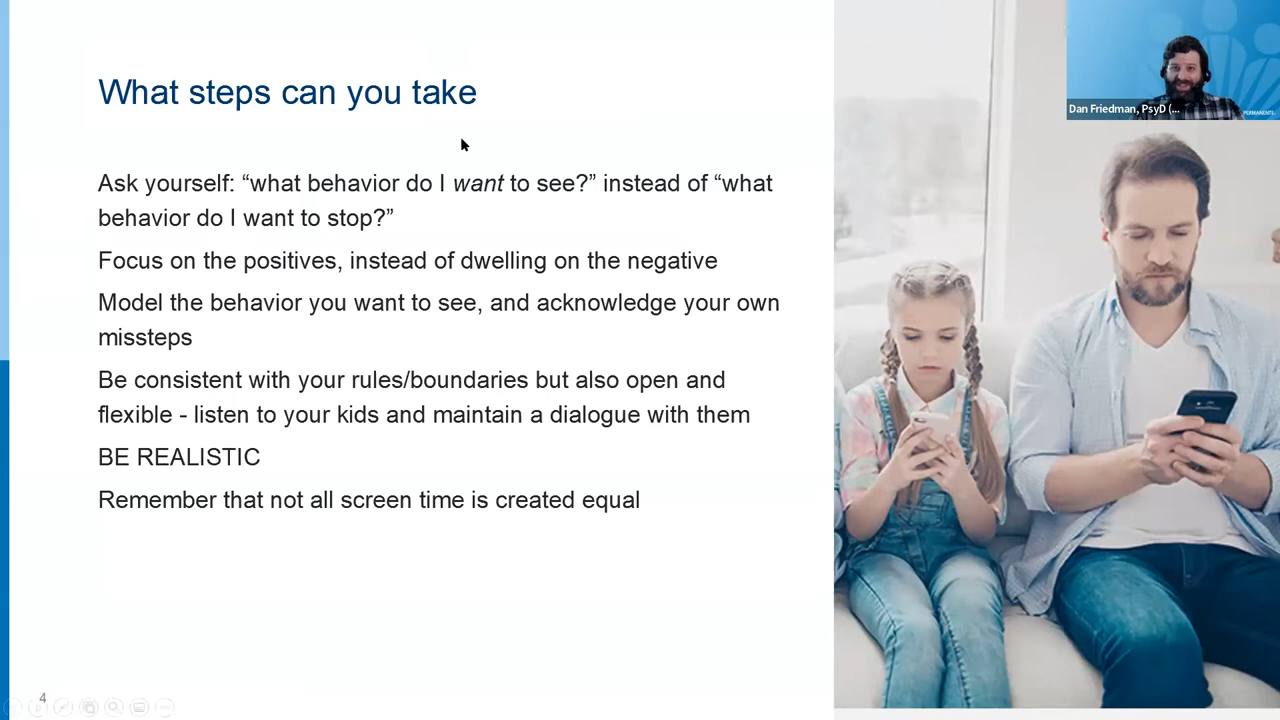 What steps can you take
Ask yourself: “what behavior do I want to see?” instead of “what
behavior do I want to stop?”
Focus on the positives, instead of dwelling on the negative
Model the behavior you want to see, and acknowledge your own
missteps
Be consistent with your rules/boundaries but also open and
flexible - listen to your kids and maintain a dialogue with them
BE REALISTIC
Remember that not all screen time is created equal
4
Dan Friedman, PsyD (...
PERMANENTE.